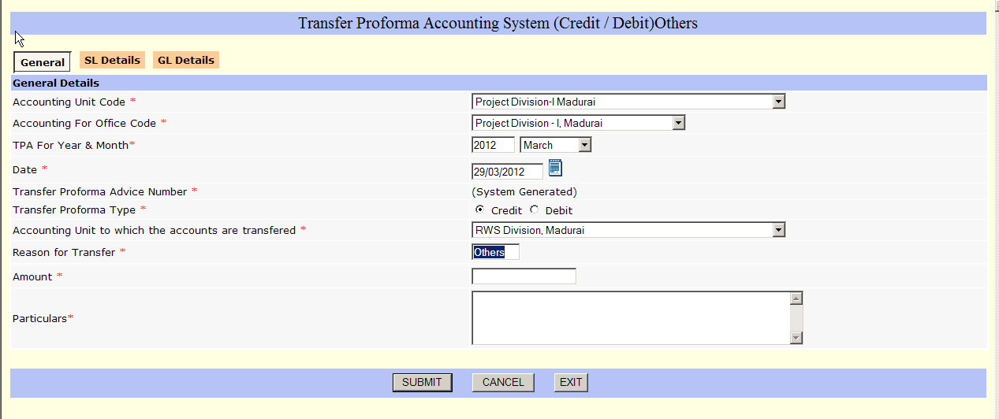 Transfer Proforma Accounting System (Credit / Debit)Others
General SL Details GL Details
General Details
Accounting Unit Code * Project Division-I Madurai
Accounting For Office Code * Project Division - I, Madurai
TPA For Year & Month* 2012 March
Date * 29/03/2012
Transfer Proforma Advice Number * (System Generated)
Transfer Proforma Type * Credit Debit
Accounting Unit to which the accounts are transfered * RWS Division, Madurai
Reason for Transfer * Others
Amount *
Particulars*
SUBMIT CANCEL EXIT